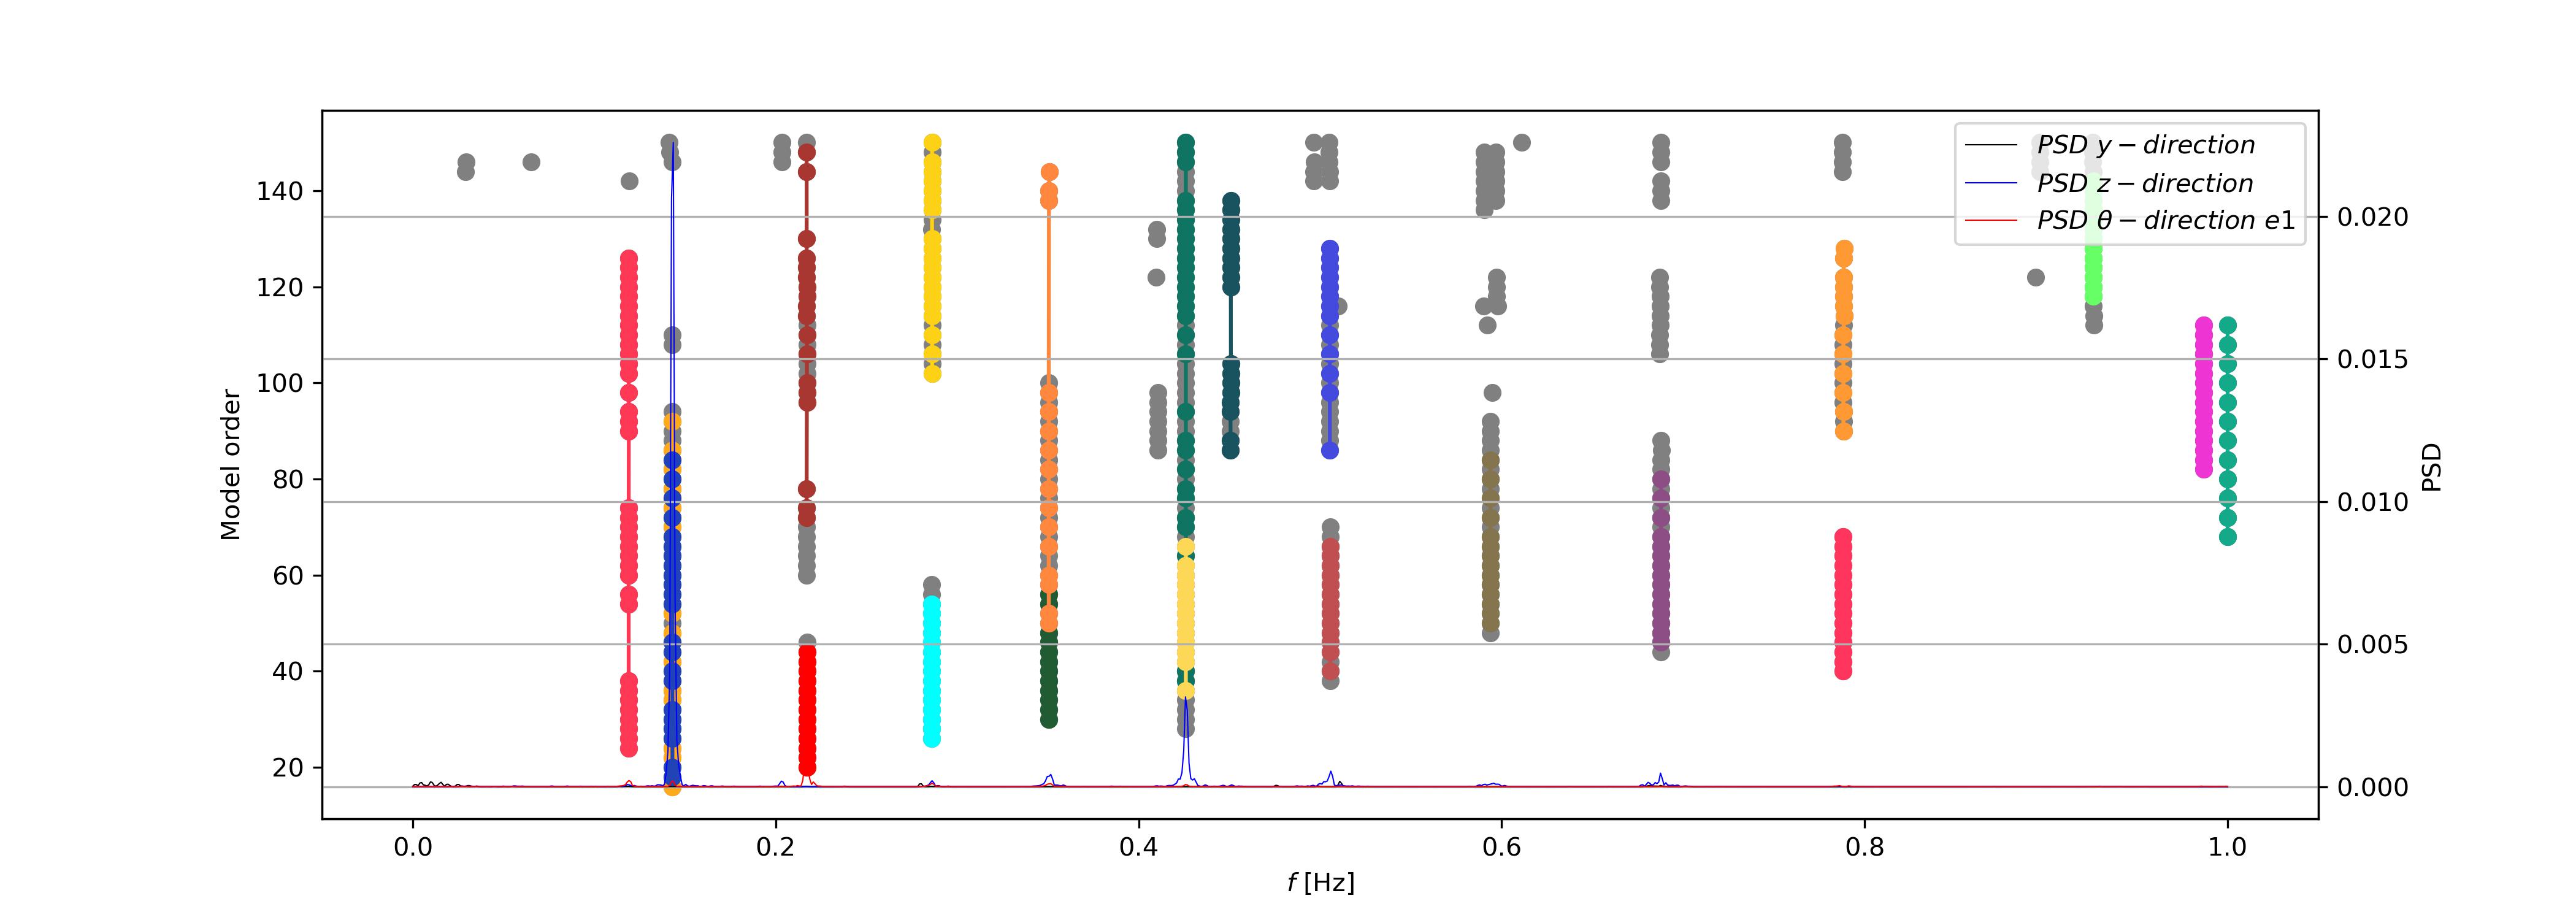 PSD y − direction
PSD z − direction
PSD θ − direction e1
140
120
100
80
60
40
20
Model order
0.020
0.015
0.010
0.005
0.000
PSD
0.0 0.2 0.4 0.6 0.8 1.0
f [Hz]